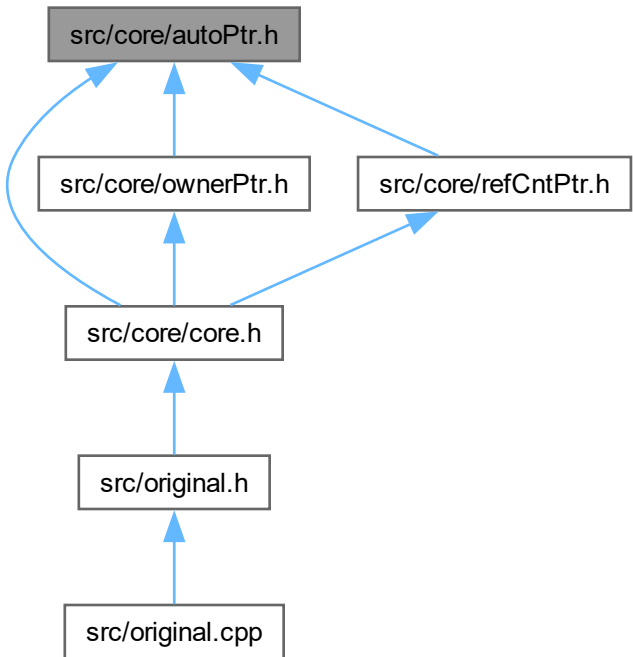 src/core/autoPtr.h
src/core/ownerPtr.h
src/core/refCntPtr.h
src/core/core.h
src/original.h
src/original.cpp